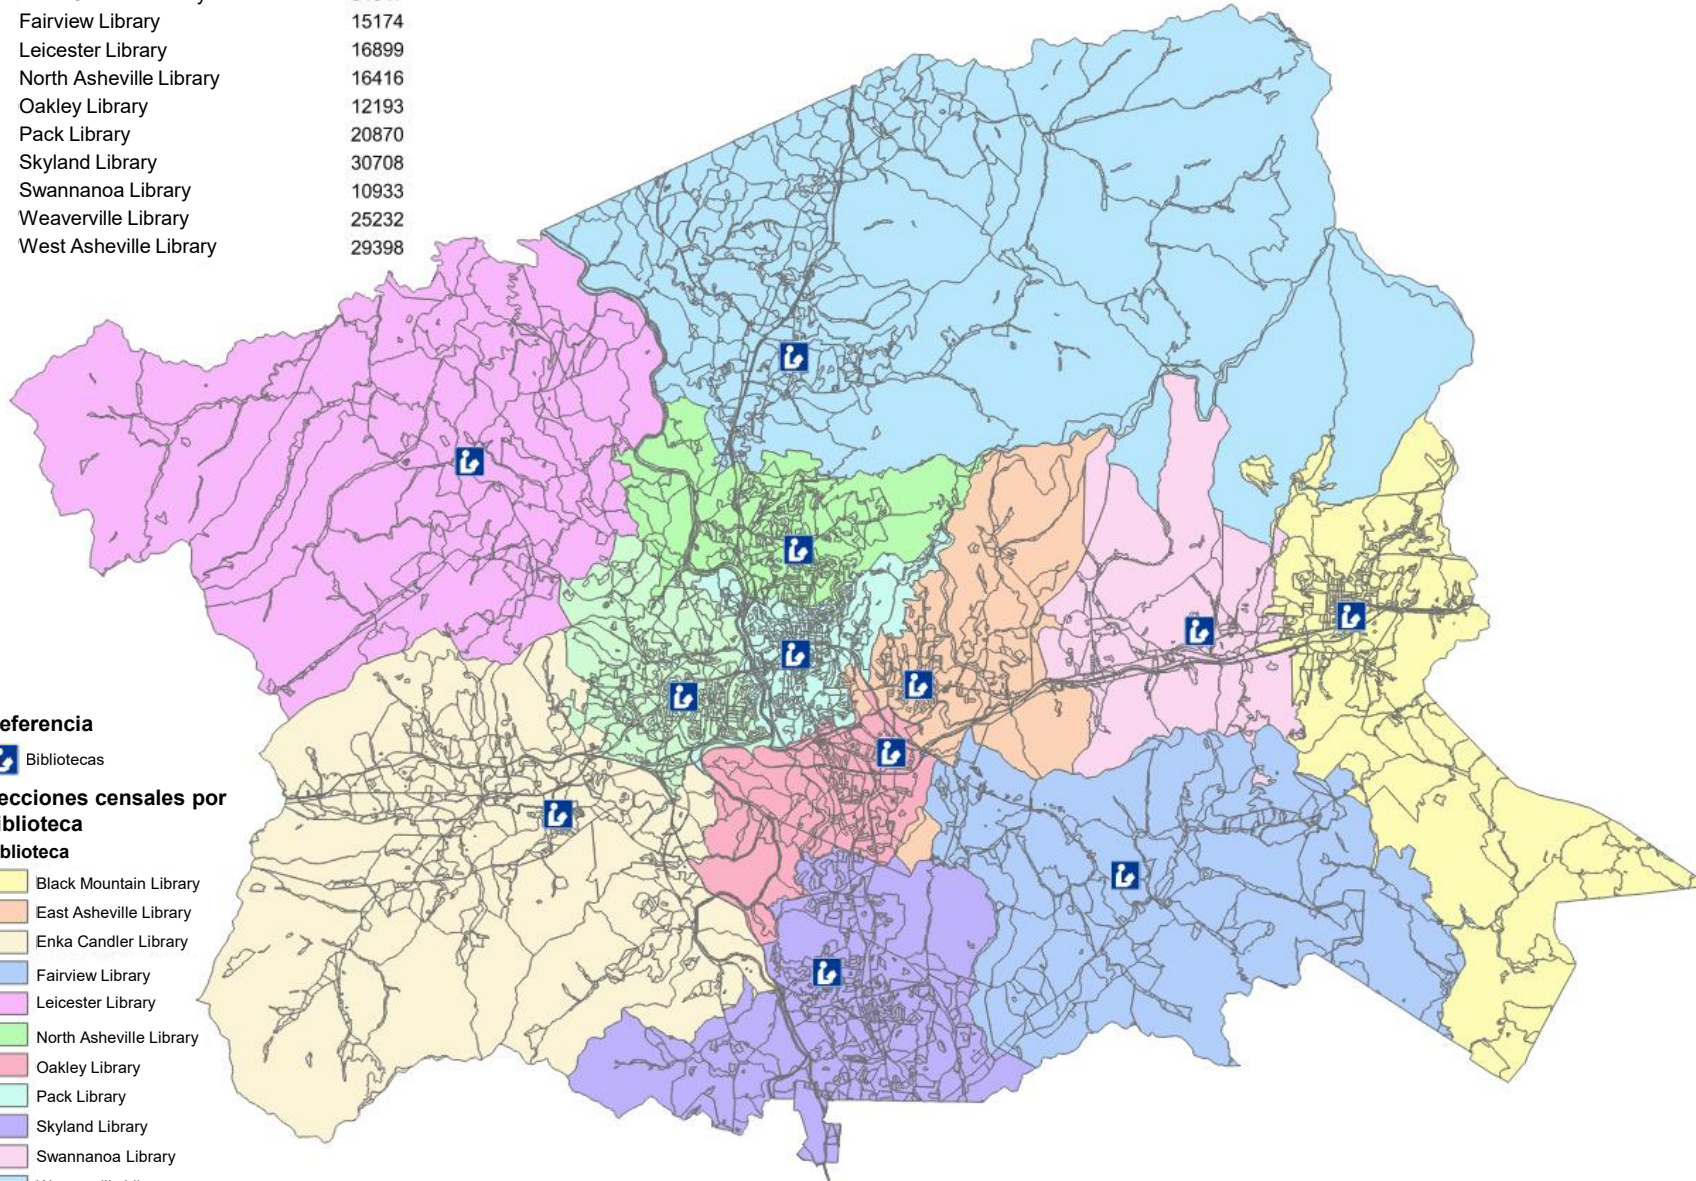 Fairview Library 15174
Leicester Library 16899
North Asheville Library 16416
Oakley Library 12193
Pack Library 20870
Skyland Library 30708
Swannanoa Library 10933
Weaverville Library 25232
West Asheville Library 29398
eferencia
Bibliotecas
ecciones censales por
iblioteca
blioteca
Black Mountain Library
East Asheville Library
Enka Candler Library
Fairview Library
Leicester Library
North Asheville Library
Oakley Library
Pack Library
Skyland Library
Swannanoa Library